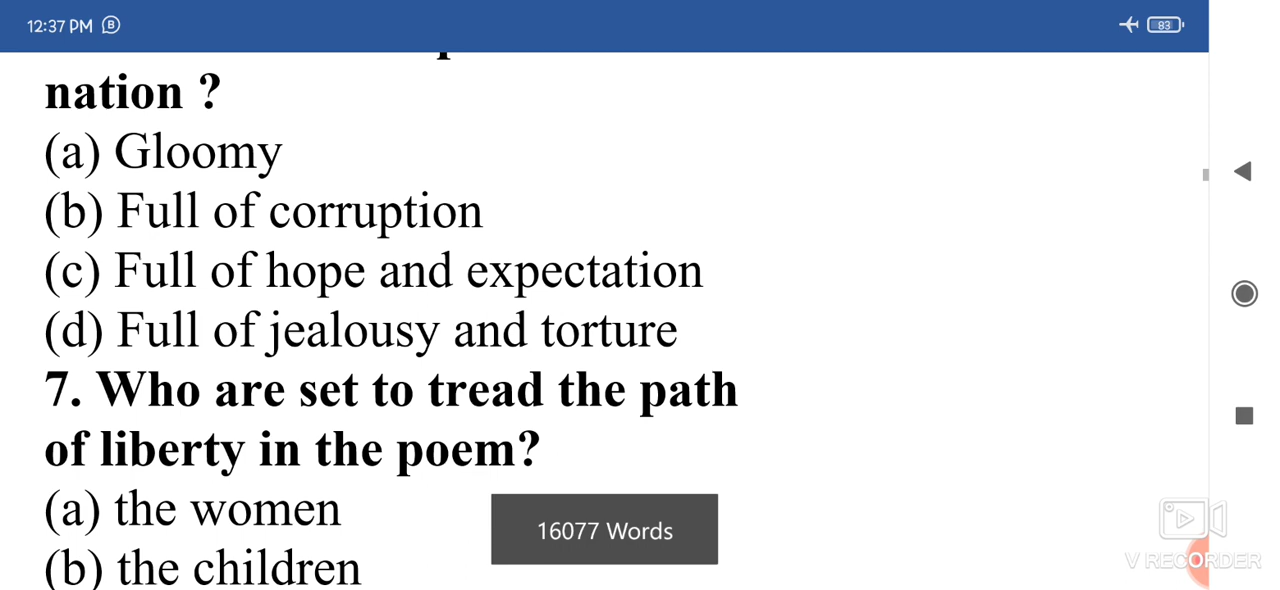 12:37 PM
83
nation ?
(a) Gloomy
(b) Full of corruption
(c) Full of hope and expectation
(d) Full of jealousy and torture
7. Who are set to tread the path
of liberty in the poem?
(a) the women
16077 Words
(b) the children
V RECORDER